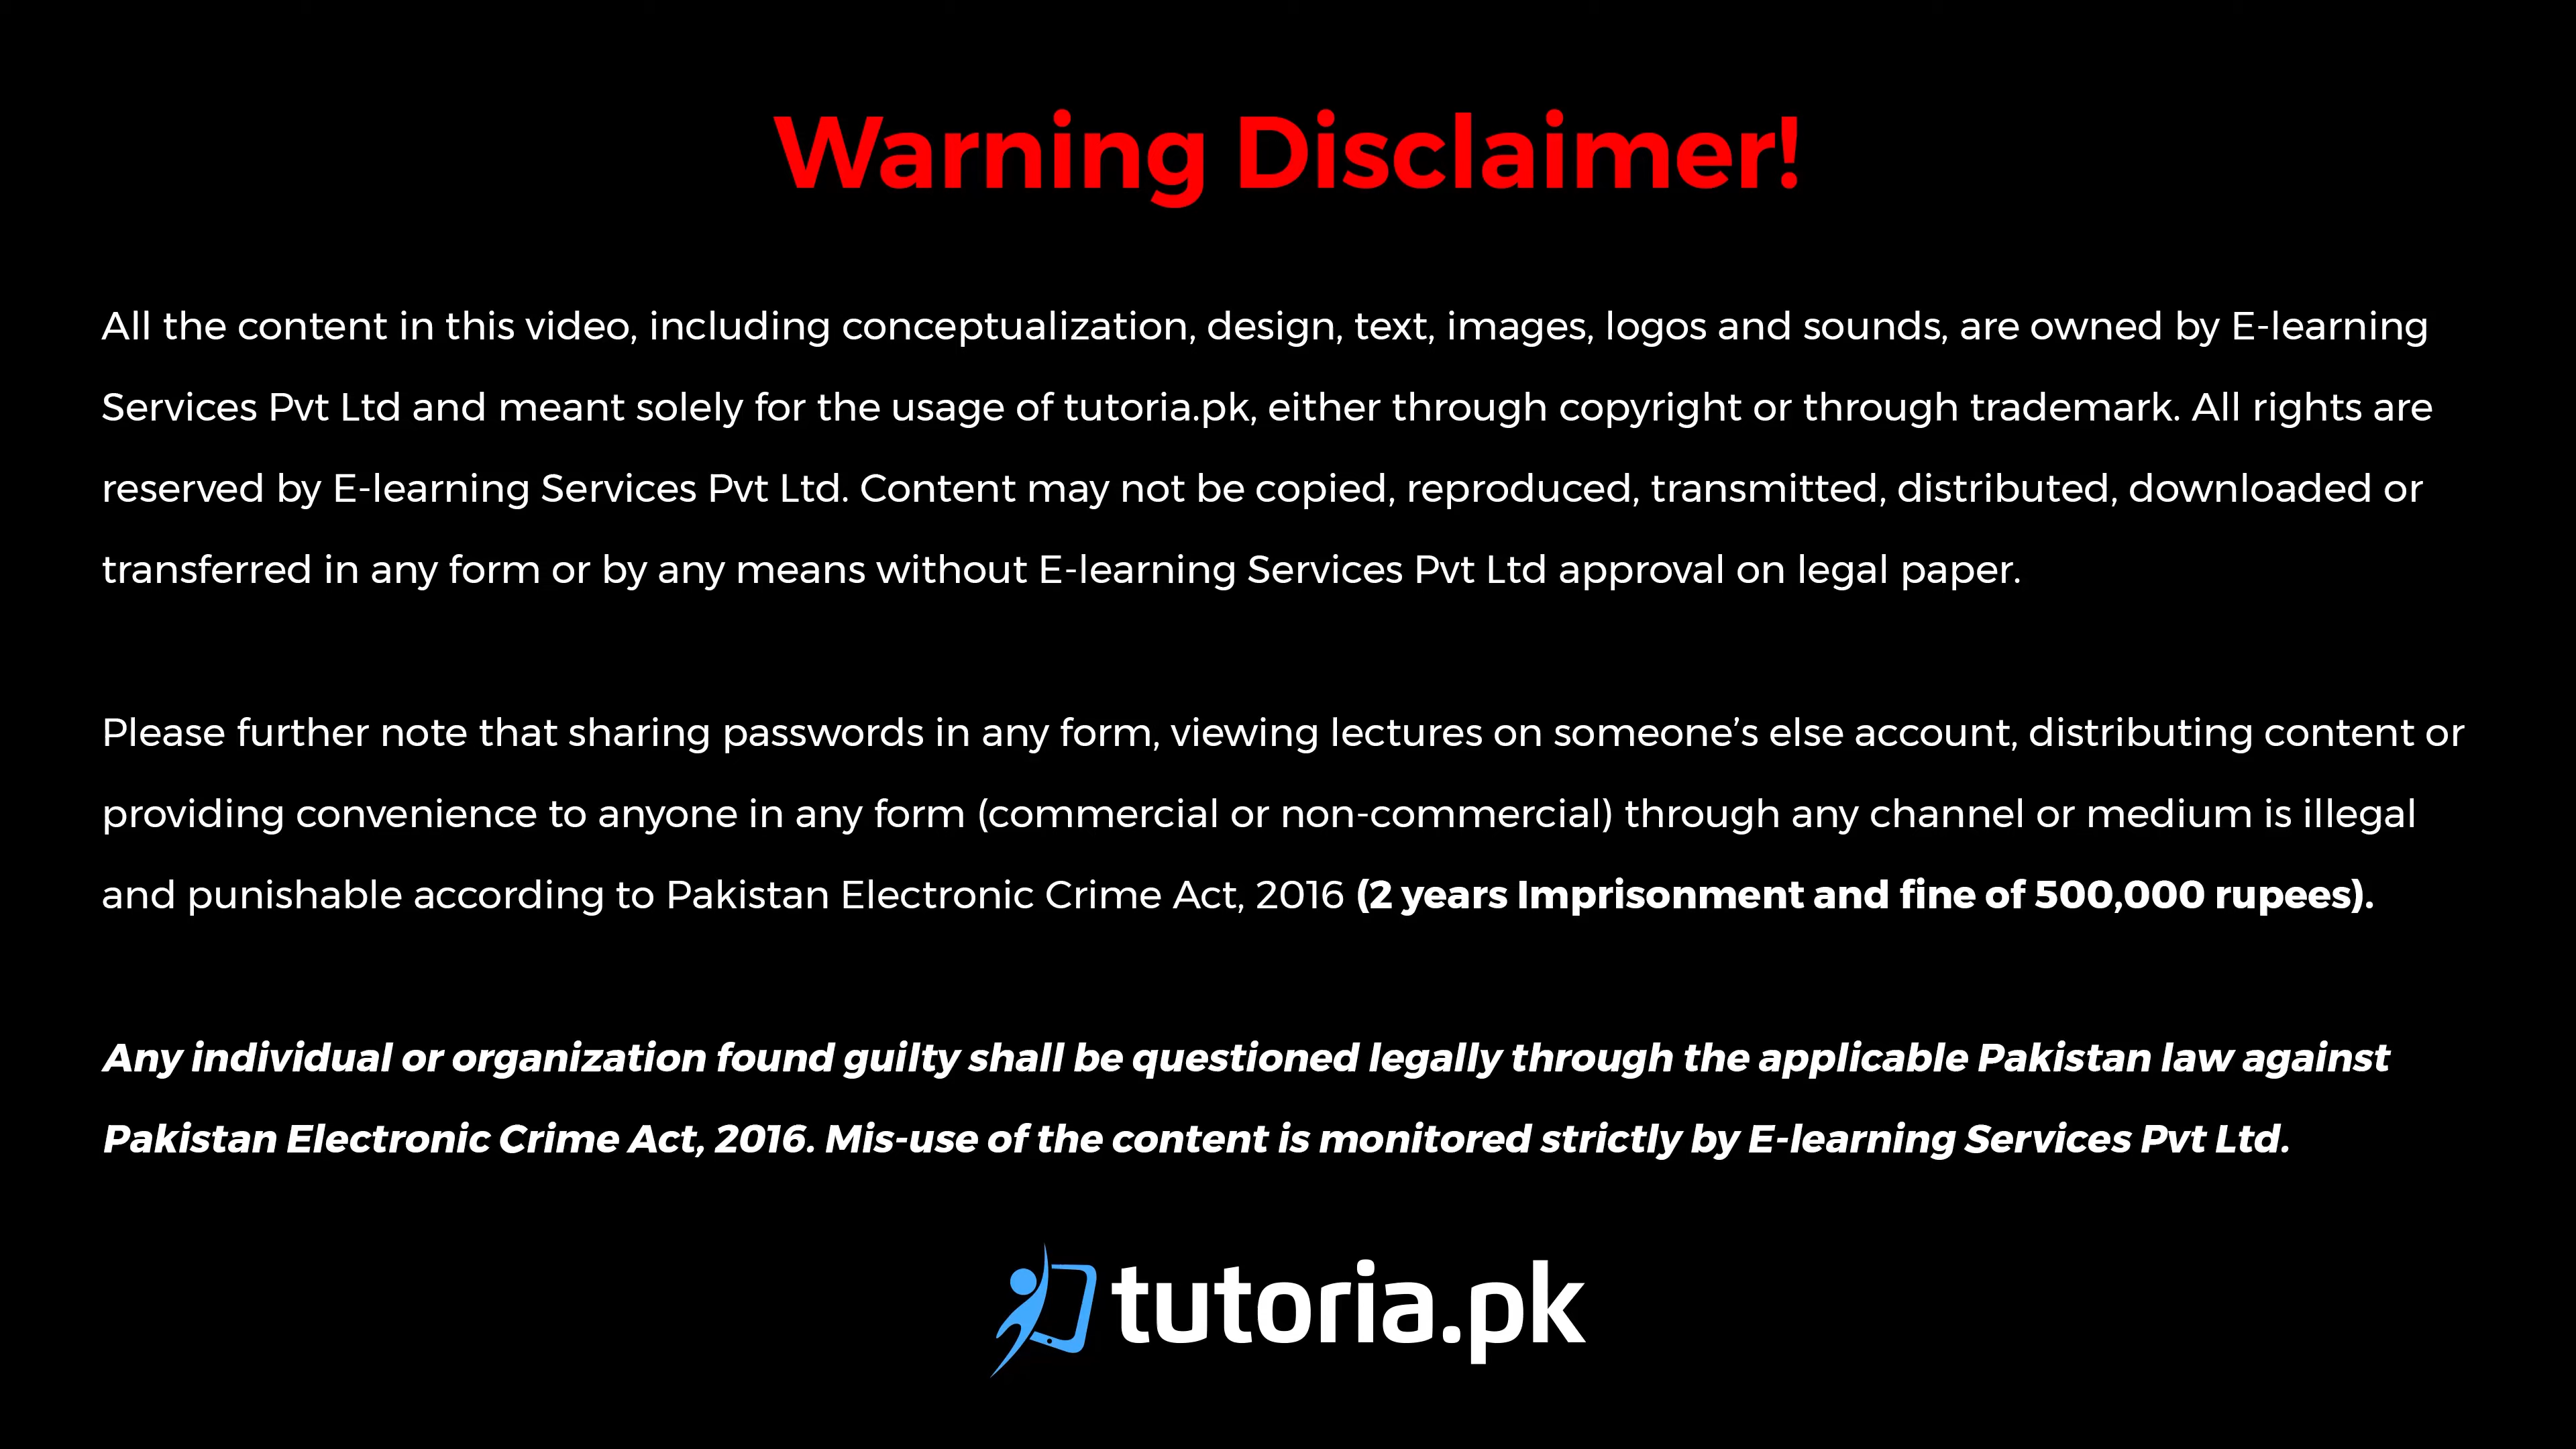 Warning Disclaimer!
All the content in this video, including conceptualization, design, text, images, logos and sounds, are owned by E-learning
Services Pvt Ltd and meant solely for the usage of tutoria.pk, either through copyright or through trademark. All rights are
reserved by E-learning Services Pvt Ltd. Content may not be copied, reproduced, transmitted, distributed, downloaded or
transferred in any form or by any means without E-learning Services Pvt Ltd approval on legal paper.
Please further note that sharing passwords in any form, viewing lectures on someone’s else account, distributing content or
providing convenience to anyone in any form (commercial or non-commercial) through any channel or medium is illegal
and punishable according to Pakistan Electronic Crime Act, 2016 (2 years Imprisonment and fine of 500,000 rupees).
Any individual or organization found guilty shall be questioned legally through the applicable Pakistan law against
Pakistan Electronic Crime Act, 2016. Mis-use of the content is monitored strictly by E-learning Services Pvt Ltd.
tutoria.pk